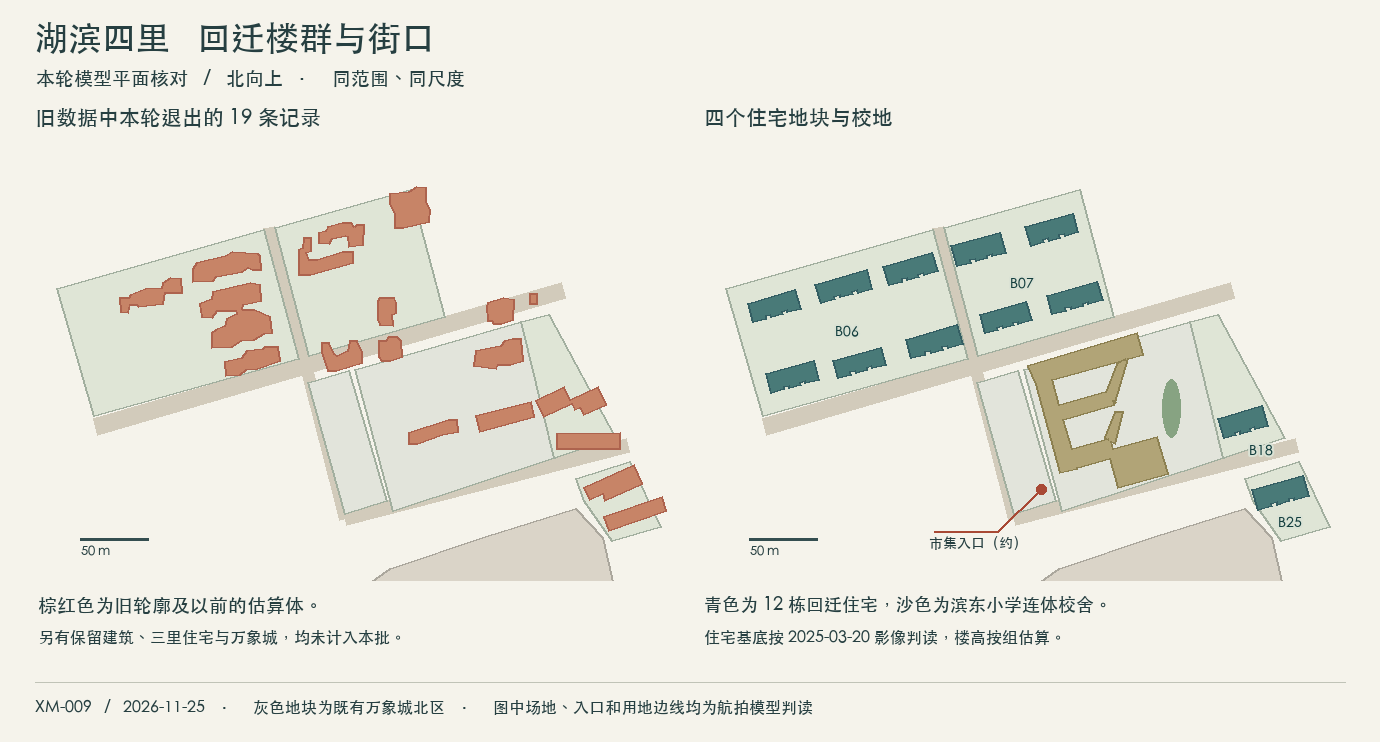 湖滨四里 回迁楼群与街口
本轮模型平面核对 / 北向上 · 同范围、同尺度
旧数据中本轮退出的 19 条记录
四个住宅地块与校地
B07
B06
B18
B25
50 m
50 m
市集入口（约）
棕红色为旧轮廓及以前的估算体。
另有保留建筑、三里住宅与万象城，均未计入本批。
青色为 12 栋回迁住宅，沙色为滨东小学连体校舍。
住宅基底按 2025-03-20 影像判读，楼高按组估算。
XM-009 / 2026-11-25 · 灰色地块为既有万象城北区 · 图中场地、入口和用地边线均为航拍模型判读